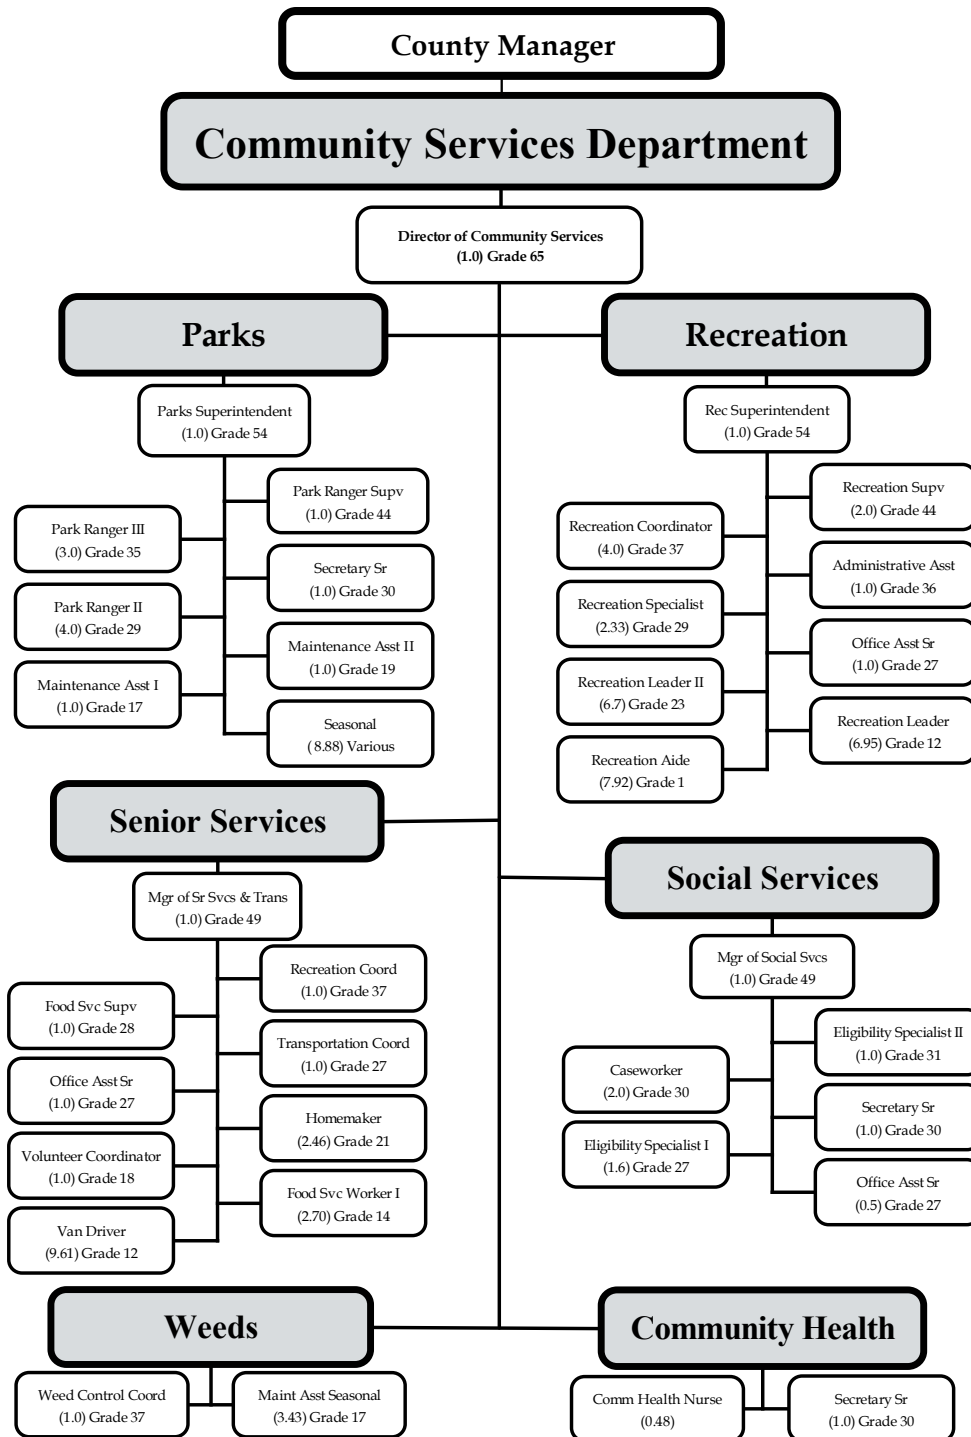 County Manager
Community Services Department
Director of Community Services
(1.0) Grade 65
Parks
Parks Superintendent
(1.0) Grade 54
Park Ranger Supv
(1.0) Grade 44
Park Ranger III
(3.0) Grade 35
Secretary Sr
(1.0) Grade 30
Park Ranger II
(4.0) Grade 29
Maintenance Asst II
(1.0) Grade 19
Maintenance Asst I
(1.0) Grade 17
Seasonal
( 8.88) Various
Recreation
Rec Superintendent
(1.0) Grade 54
Recreation Supv
(2.0) Grade 44
Recreation Coordinator
(4.0) Grade 37
Administrative Asst
(1.0) Grade 36
Recreation Specialist
(2.33) Grade 29
Office Asst Sr
(1.0) Grade 27
Recreation Leader II
(6.7) Grade 23
Recreation Leader
(6.95) Grade 12
Recreation Aide
(7.92) Grade 1
Senior Services
Mgr of Sr Svcs & Trans
(1.0) Grade 49
Recreation Coord
(1.0) Grade 37
Food Svc Supv
(1.0) Grade 28
Transportation Coord
(1.0) Grade 27
Office Asst Sr
(1.0) Grade 27
Homemaker
(2.46) Grade 21
Volunteer Coordinator
(1.0) Grade 18
Food Svc Worker I
(2.70) Grade 14
Van Driver
(9.61) Grade 12
Social Services
Mgr of Social Svcs
(1.0) Grade 49
Eligibility Specialist II
(1.0) Grade 31
Caseworker
(2.0) Grade 30
Secretary Sr
(1.0) Grade 30
Eligibility Specialist I
(1.6) Grade 27
Office Asst Sr
(0.5) Grade 27
Weeds
Weed Control Coord
(1.0) Grade 37
Maint Asst Seasonal
(3.43) Grade 17
Community Health
Comm Health Nurse
(0.48)
Secretary Sr
(1.0) Grade 30